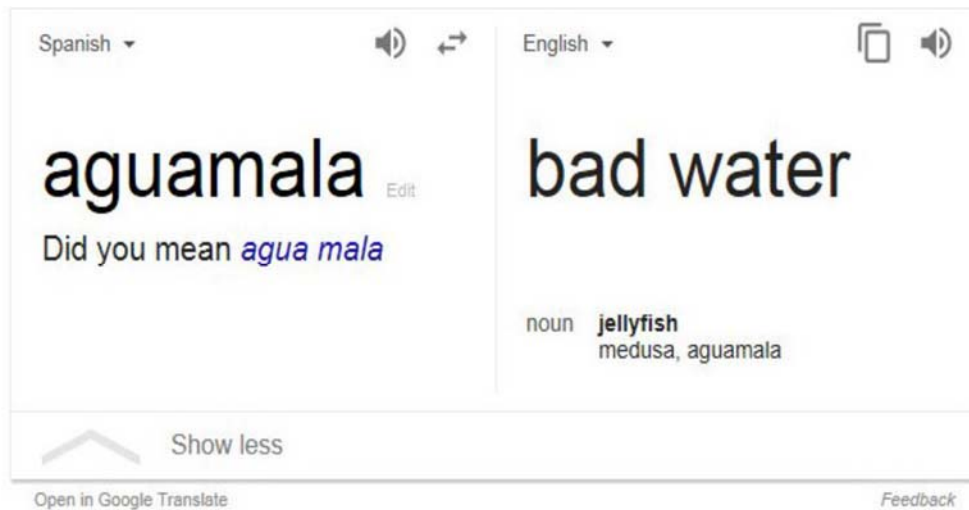 Spanish
English
aguamala Edit
bad water
Did you mean agua mala
noun jellyfish
medusa, aguamala
Show less
Open in Google Translate
Feedback